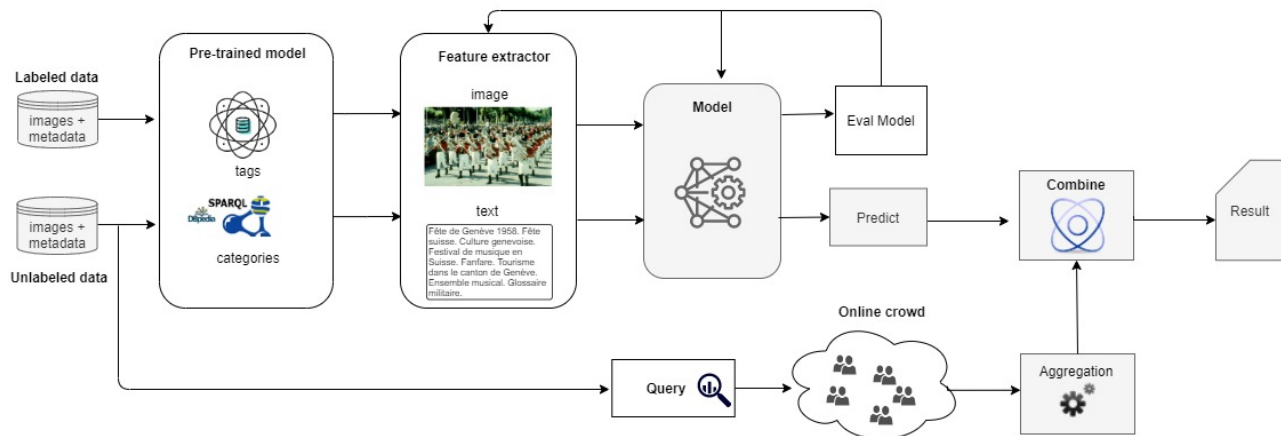 Labeled data
images +
metadata
images +
metadata
Unlabeled data
Pre-trained model
tags
SPARQL
DBpedia
categories
Feature extractor
image
text
Fête de Genève 1958. Fête
suisse. Culture genevoise.
Festival de musique en
Suisse. Fanfare. Tourisme
dans le canton de Genève.
Ensemble musical. Glossaire
militaire.
Model
Eval Model
Predict
Combine
Result
Online crowd
Query
Aggregation